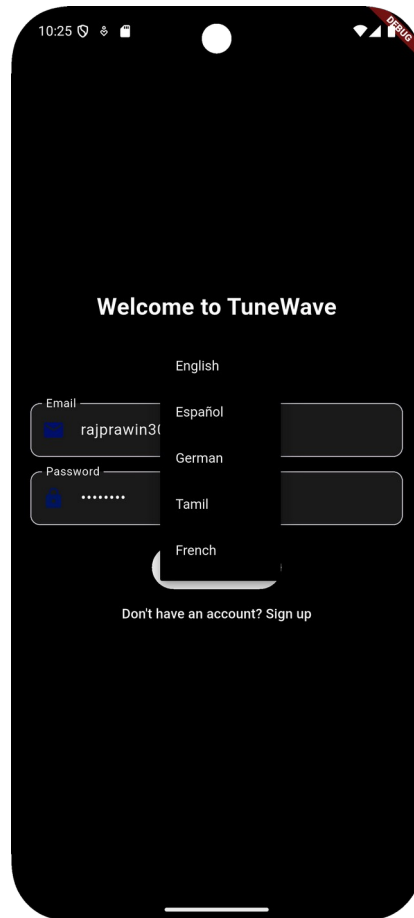 10:25
DEBUG
Welcome to TuneWave
English
Email
Español
rajprawin30
German
Password
••••••••
Tamil
French
Don't have an account? Sign up